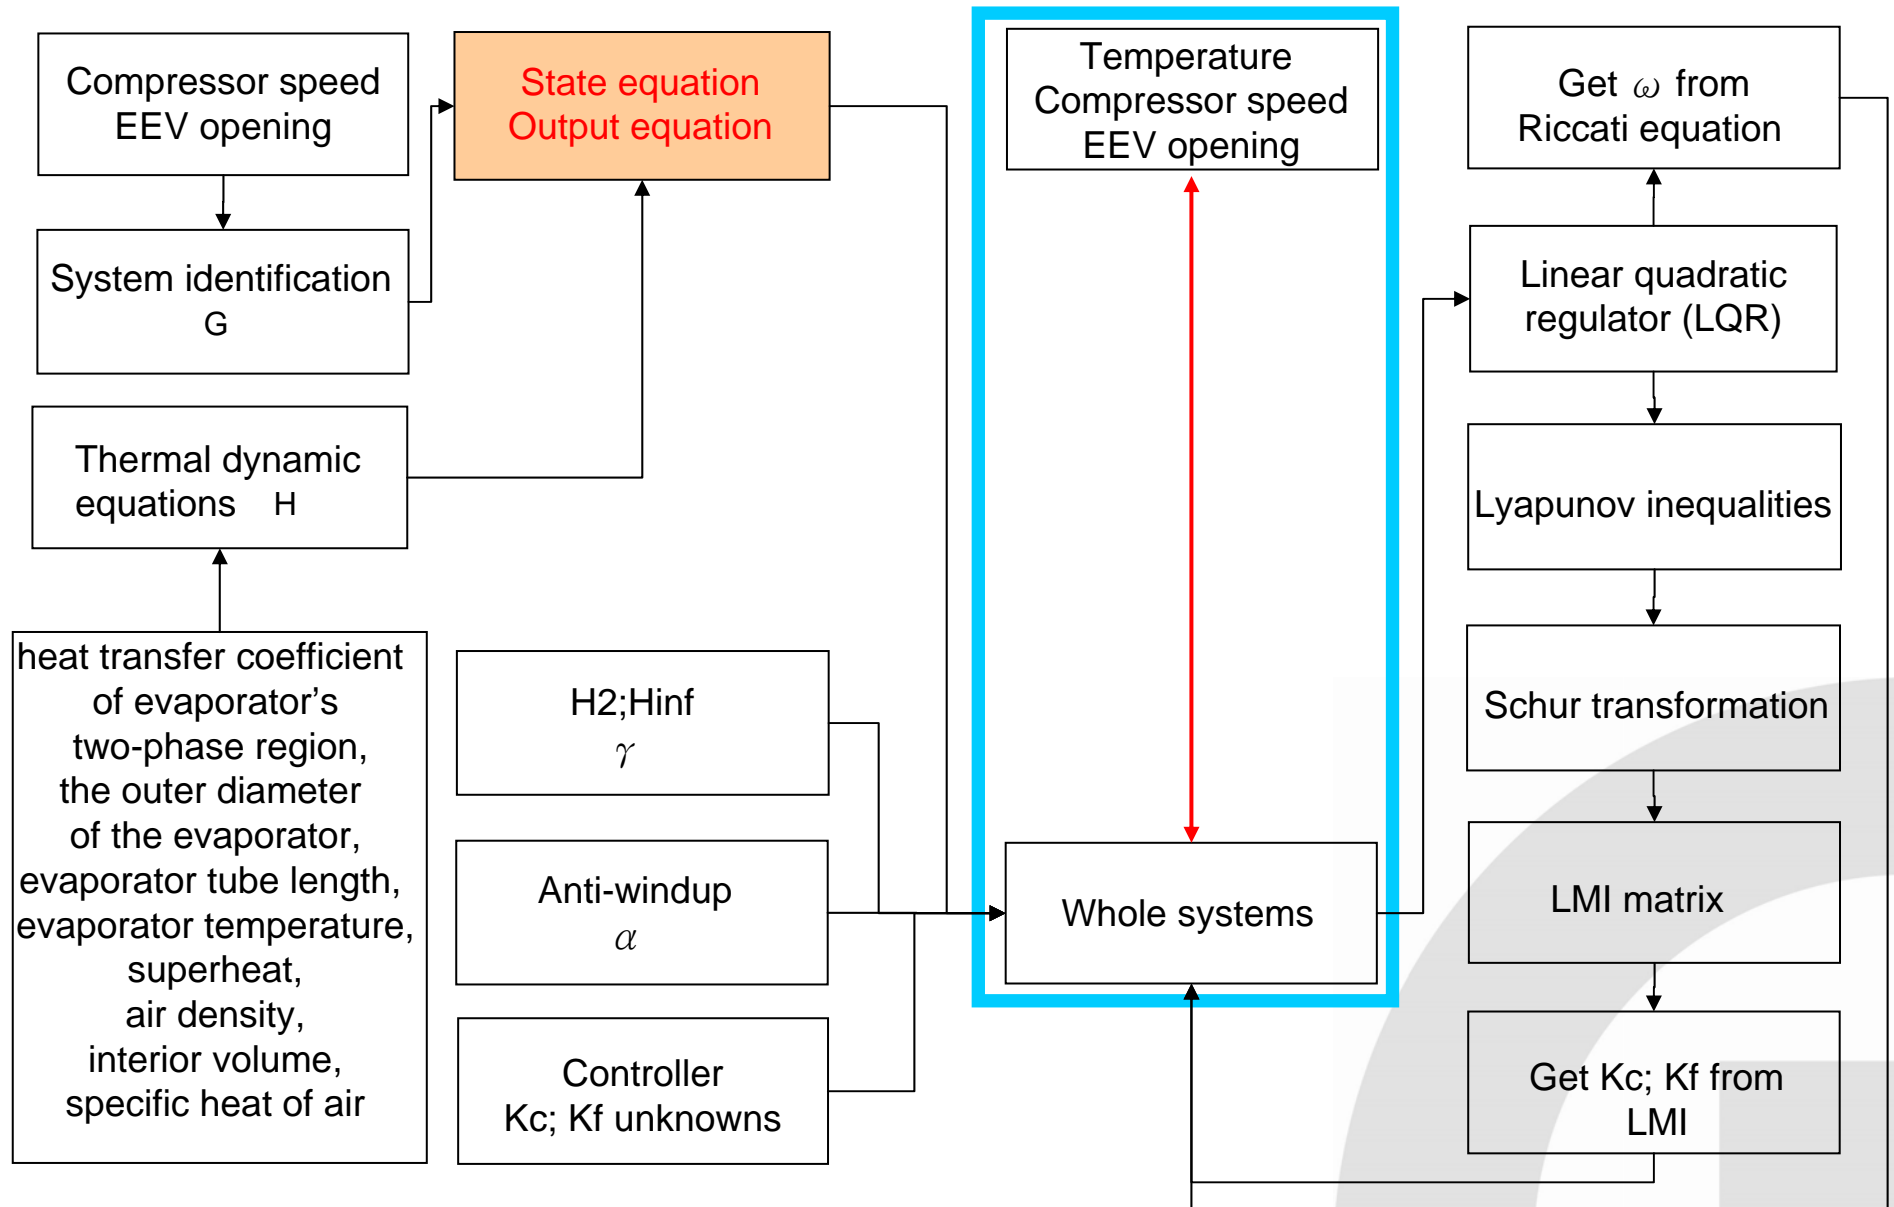 Compressor speed
EEV opening
System identification
G
Thermal dynamic
equations H
heat transfer coefficient
of evaporator’s
two-phase region,
the outer diameter
of the evaporator,
evaporator tube length,
evaporator temperature,
superheat,
air density,
interior volume,
specific heat of air
State equation
Output equation
H2;Hinf
γ
Anti-windup
α
Controller
Kc; Kf unknowns
Temperature
Compressor speed
EEV opening
Whole systems
Get ω from
Riccati equation
Linear quadratic
regulator (LQR)
Lyapunov inequalities
Schur transformation
LMI matrix
Get Kc; Kf from
LMI